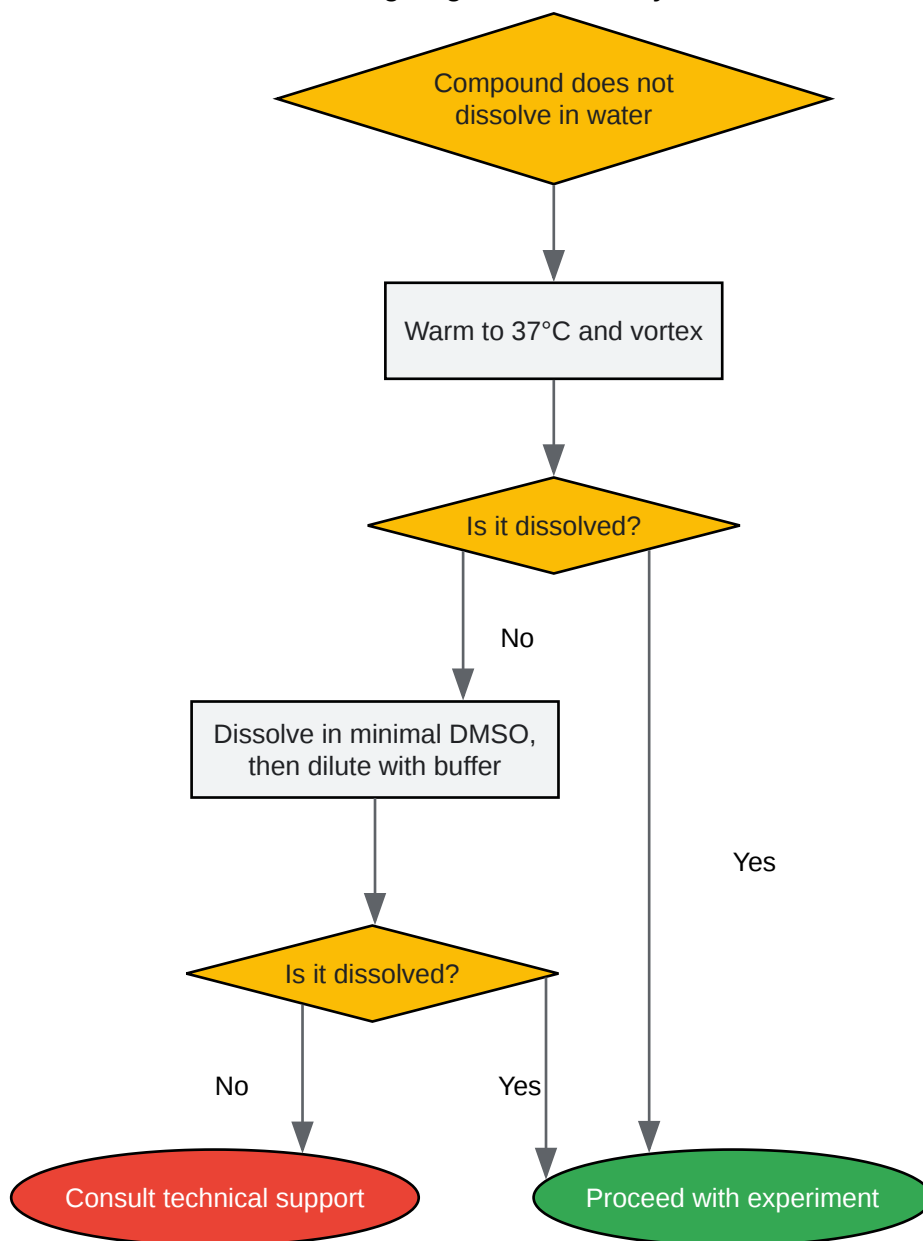 Compound does not
dissolve in water
Warm to 37°C and vortex
Is it dissolved?
No
Dissolve in minimal DMSO,
then dilute with buffer
Yes
Is it dissolved?
No
Yes
Consult technical support
Proceed with experiment